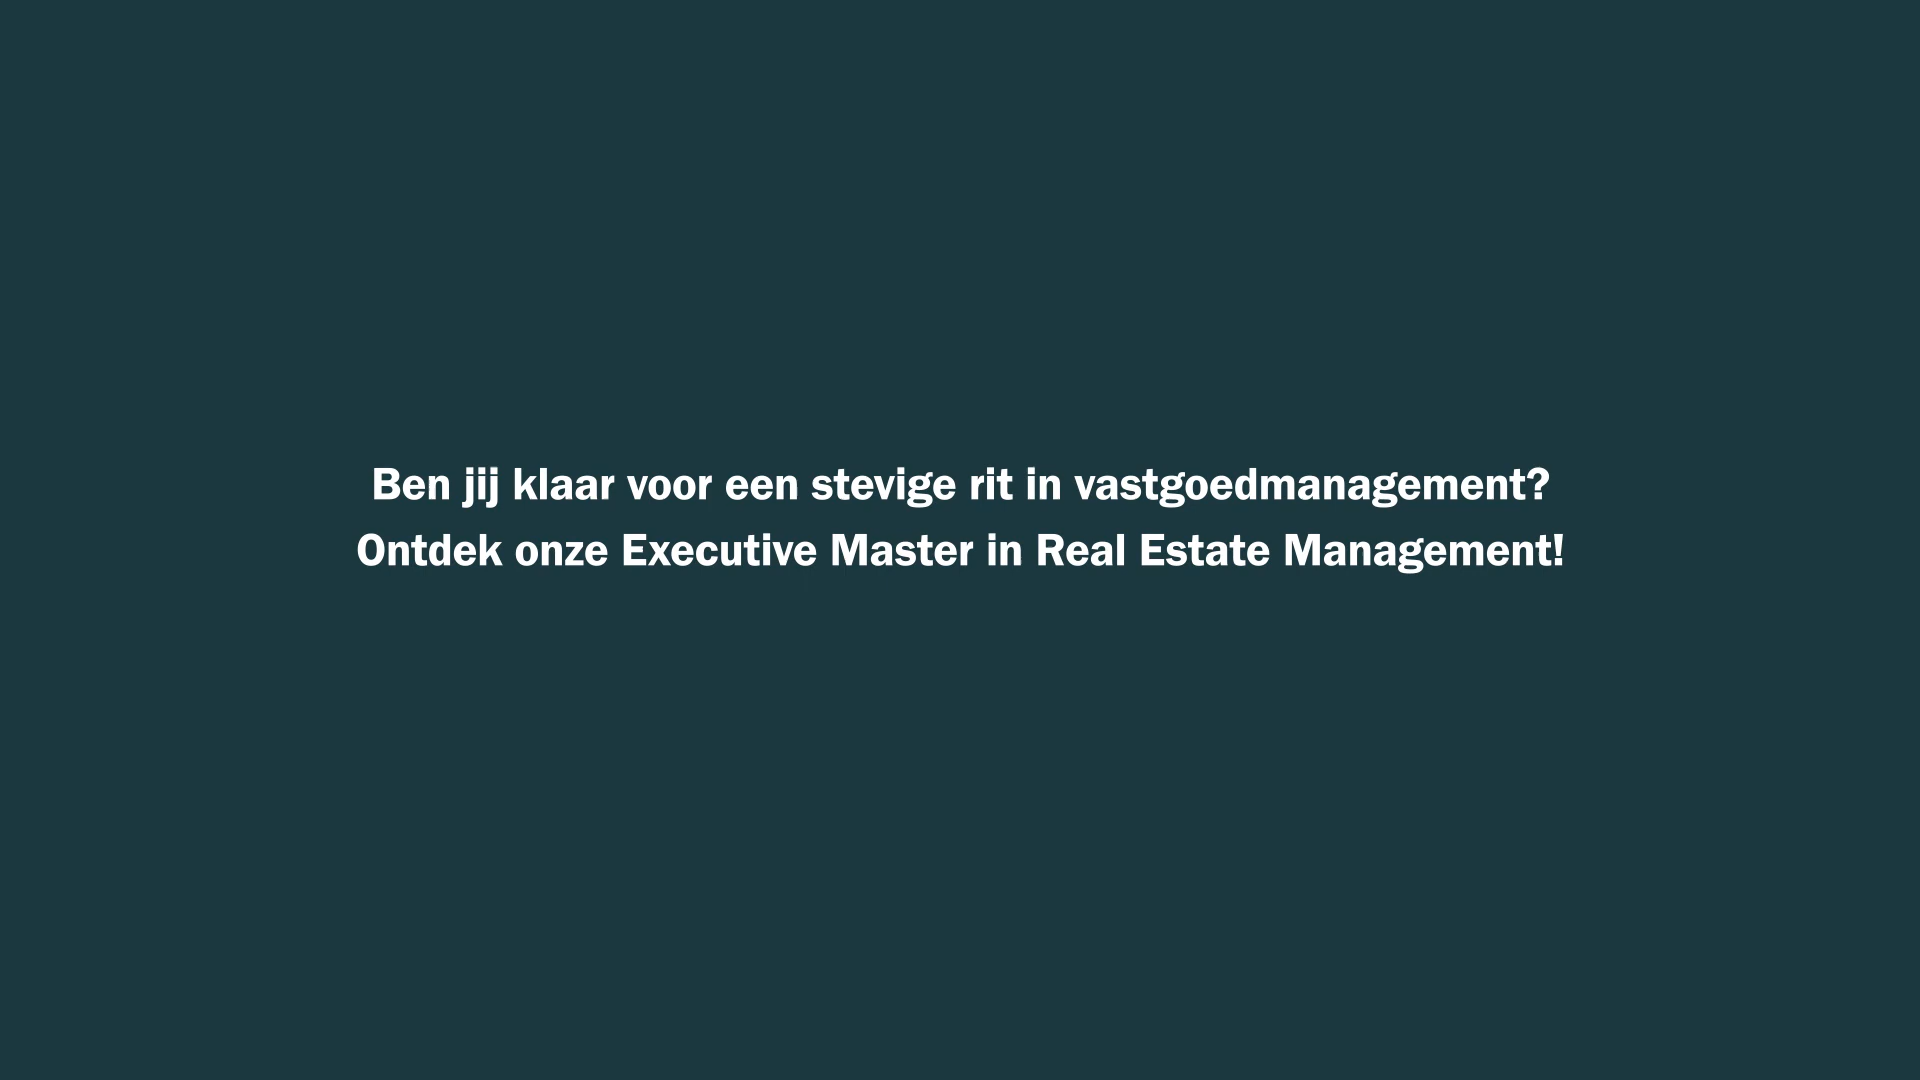 Ben jij klaar voor een stevige rit in vastgoedmanagement?
Ontdek onze Executive Master in Real Estate Management!